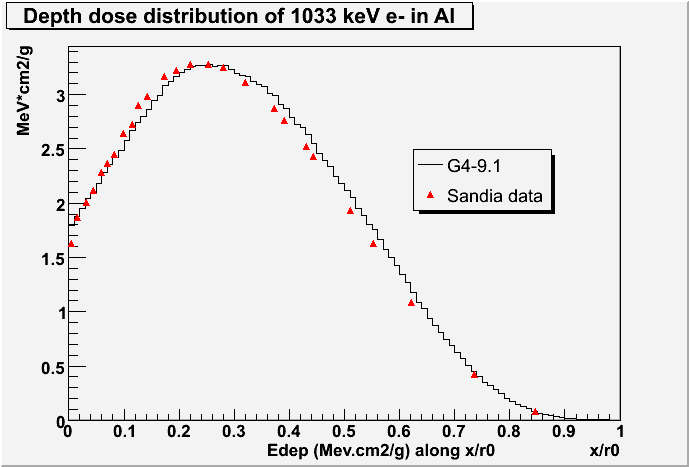 Depth dose distribution of 1033 keV e- in Al
MeV*cm2/g
3
2.5
2
1.5
1
0.5
0
G4-9.1
Sandia data
0 0.1 0.2 0.3 0.4 0.5 0.6 0.7 0.8 0.9 1
Edep (Mev.cm2/g) along x/r0 x/r0